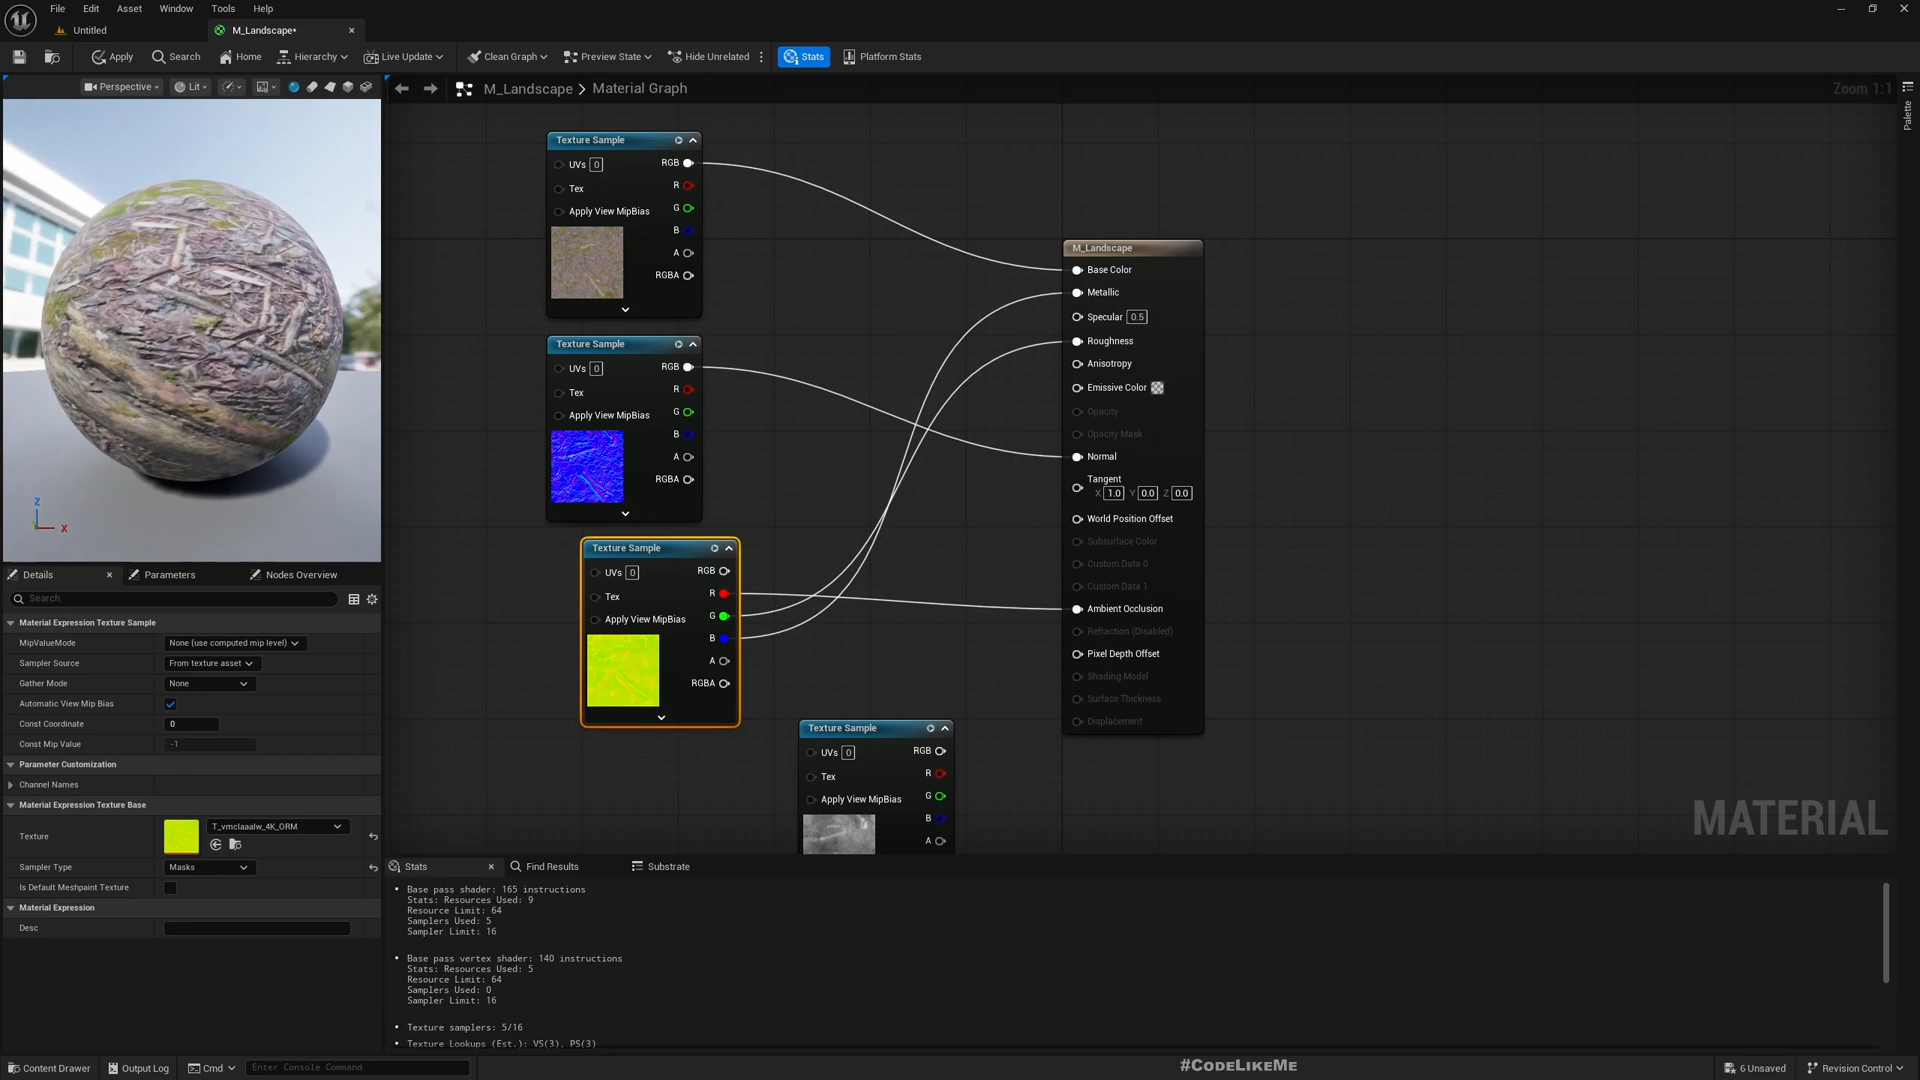 File Edit Asset Window Tools Help
Untitled
M_Landscape*
Apply Search Home Hierarchy Live Update Clean Graph Preview State Hide Unrelated Stats Platform Stats
Perspective Lit
M_Landscape > Material Graph
Zoom 1:1
Palette
Texture Sample
UVs 0 RGB
Tex R
G
Apply View MipBias
B
A
RGBA
Texture Sample
UVs 0 RGB
Tex R
G
Apply View MipBias
B
A
RGBA
Texture Sample
UVs 0 RGB
Tex R
G
Apply View MipBias
B
A
RGBA
Texture Sample
UVs 0 RGB
Tex R
G
Apply View MipBias
B
A
M_Landscape
Base Color
Metallic
Specular 0.5
Roughness
Anisotropy
Emissive Color
Opacity
Opacity Mask
Normal
Tangent
X 1.0 Y 0.0 Z 0.0
World Position Offset
Subsurface Color
Custom Data 0
Custom Data 1
Ambient Occlusion
Refraction (Disabled)
Pixel Depth Offset
Shading Model
Surface Thickness
Displacement
MATERIAL
Z
X
Details Parameters Nodes Overview
Search
Material Expression Texture Sample
MipValueMode None (use computed mip level)
Sampler Source From texture asset
Gather Mode None
Automatic View Mip Bias
Const Coordinate 0
Const Mip Value -1
Parameter Customization
Channel Names
Material Expression Texture Base
Texture T_vmclaaalw_4K_ORM
Sampler Type Masks
Is Default Meshpaint Texture
Material Expression
Desc
Stats Find Results Substrate
• Base pass shader: 165 instructions
Stats: Resources Used: 9
Resource Limit: 64
Samplers Used: 5
Sampler Limit: 16
• Base pass vertex shader: 140 instructions
Stats: Resources Used: 5
Resource Limit: 64
Samplers Used: 0
Sampler Limit: 16
• Texture samplers: 5/16
• Texture Lookups (Est.): VS(3), PS(3)
Content Drawer Output Log Cmd Enter Console Command
#CodeLikeMe
6 Unsaved Revision Control